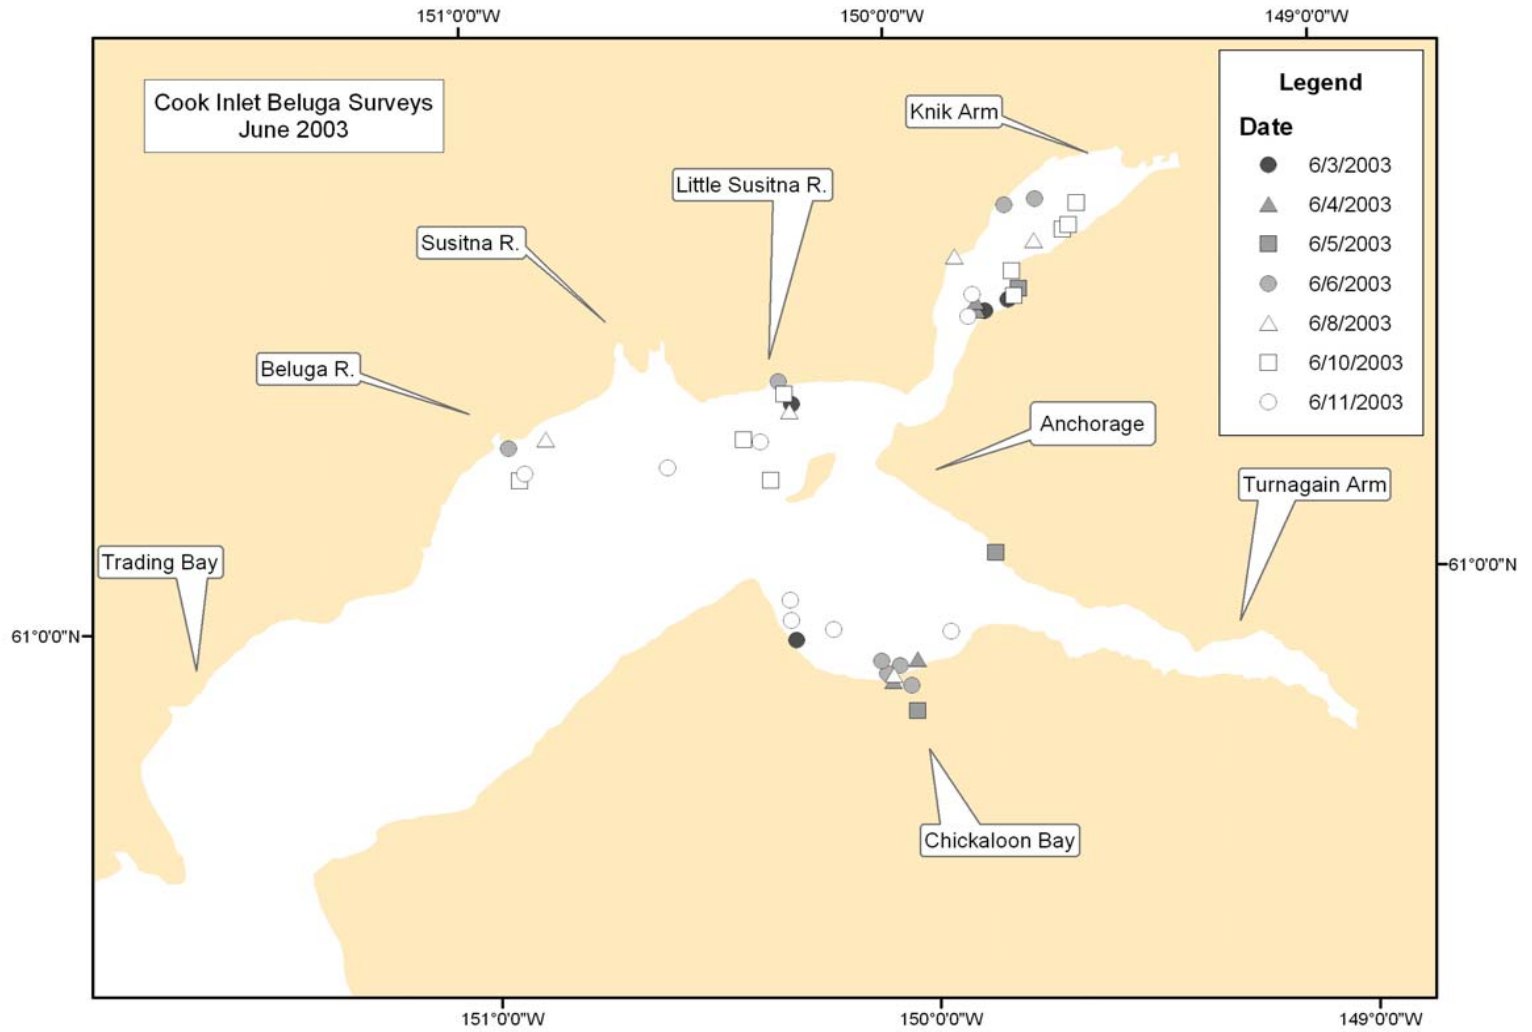 151°0'0"W
150°0'0"W
149°0'0"W
Cook Inlet Beluga Surveys
June 2003
Legend
Date
6/3/2003
6/4/2003
6/5/2003
6/6/2003
6/8/2003
6/10/2003
6/11/2003
Knik Arm
Little Susitna R.
Susitna R.
Beluga R.
Anchorage
Turnagain Arm
Trading Bay
61°0'0"N
61°0'0"N
Chickaloon Bay
151°0'0"W
150°0'0"W
149°0'0"W